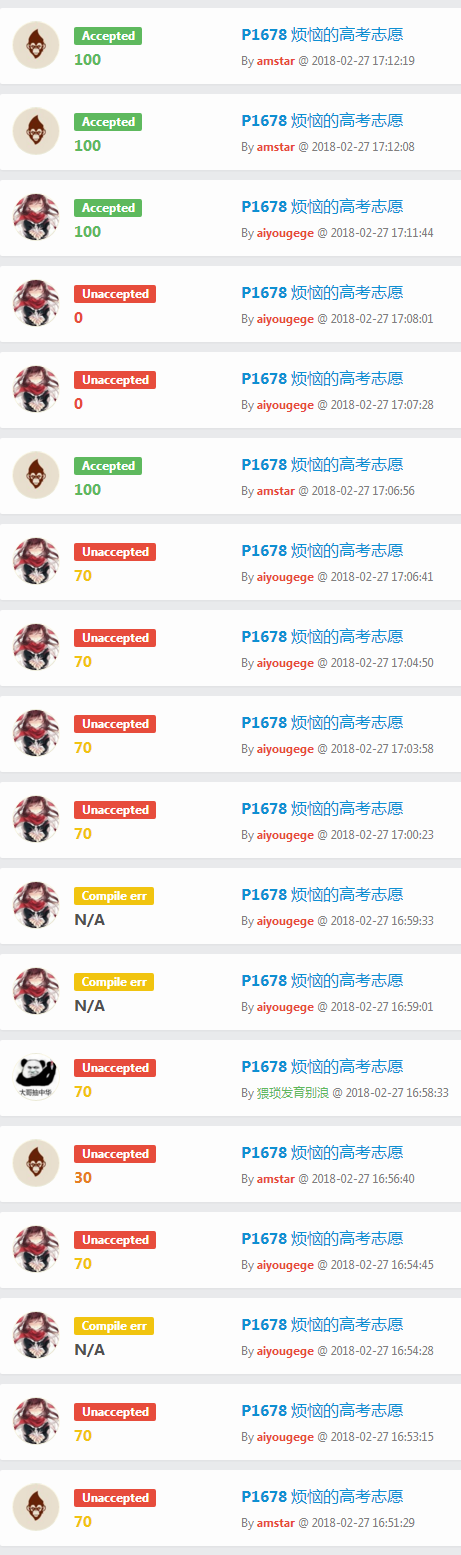 Accepted
100
P1678 烦恼的高考志愿
By amstar @ 2018-02-27 17:12:19
Accepted
100
P1678 烦恼的高考志愿
By amstar @ 2018-02-27 17:12:08
Accepted
100
P1678 烦恼的高考志愿
By aiyougege @ 2018-02-27 17:11:44
Unaccepted
0
P1678 烦恼的高考志愿
By aiyougege @ 2018-02-27 17:08:01
Unaccepted
0
P1678 烦恼的高考志愿
By aiyougege @ 2018-02-27 17:07:28
Accepted
100
P1678 烦恼的高考志愿
By amstar @ 2018-02-27 17:06:56
Unaccepted
70
P1678 烦恼的高考志愿
By aiyougege @ 2018-02-27 17:06:41
Unaccepted
70
P1678 烦恼的高考志愿
By aiyougege @ 2018-02-27 17:04:50
Unaccepted
70
P1678 烦恼的高考志愿
By aiyougege @ 2018-02-27 17:03:58
Unaccepted
70
P1678 烦恼的高考志愿
By aiyougege @ 2018-02-27 17:00:23
Compile err
N/A
P1678 烦恼的高考志愿
By aiyougege @ 2018-02-27 16:59:33
Compile err
N/A
P1678 烦恼的高考志愿
By aiyougege @ 2018-02-27 16:59:01
大哥抽中华
Unaccepted
70
P1678 烦恼的高考志愿
By 猥琐发育别浪 @ 2018-02-27 16:58:33
Unaccepted
30
P1678 烦恼的高考志愿
By amstar @ 2018-02-27 16:56:40
Unaccepted
70
P1678 烦恼的高考志愿
By aiyougege @ 2018-02-27 16:54:45
Compile err
N/A
P1678 烦恼的高考志愿
By aiyougege @ 2018-02-27 16:54:28
Unaccepted
70
P1678 烦恼的高考志愿
By aiyougege @ 2018-02-27 16:53:15
Unaccepted
70
P1678 烦恼的高考志愿
By amstar @ 2018-02-27 16:51:29